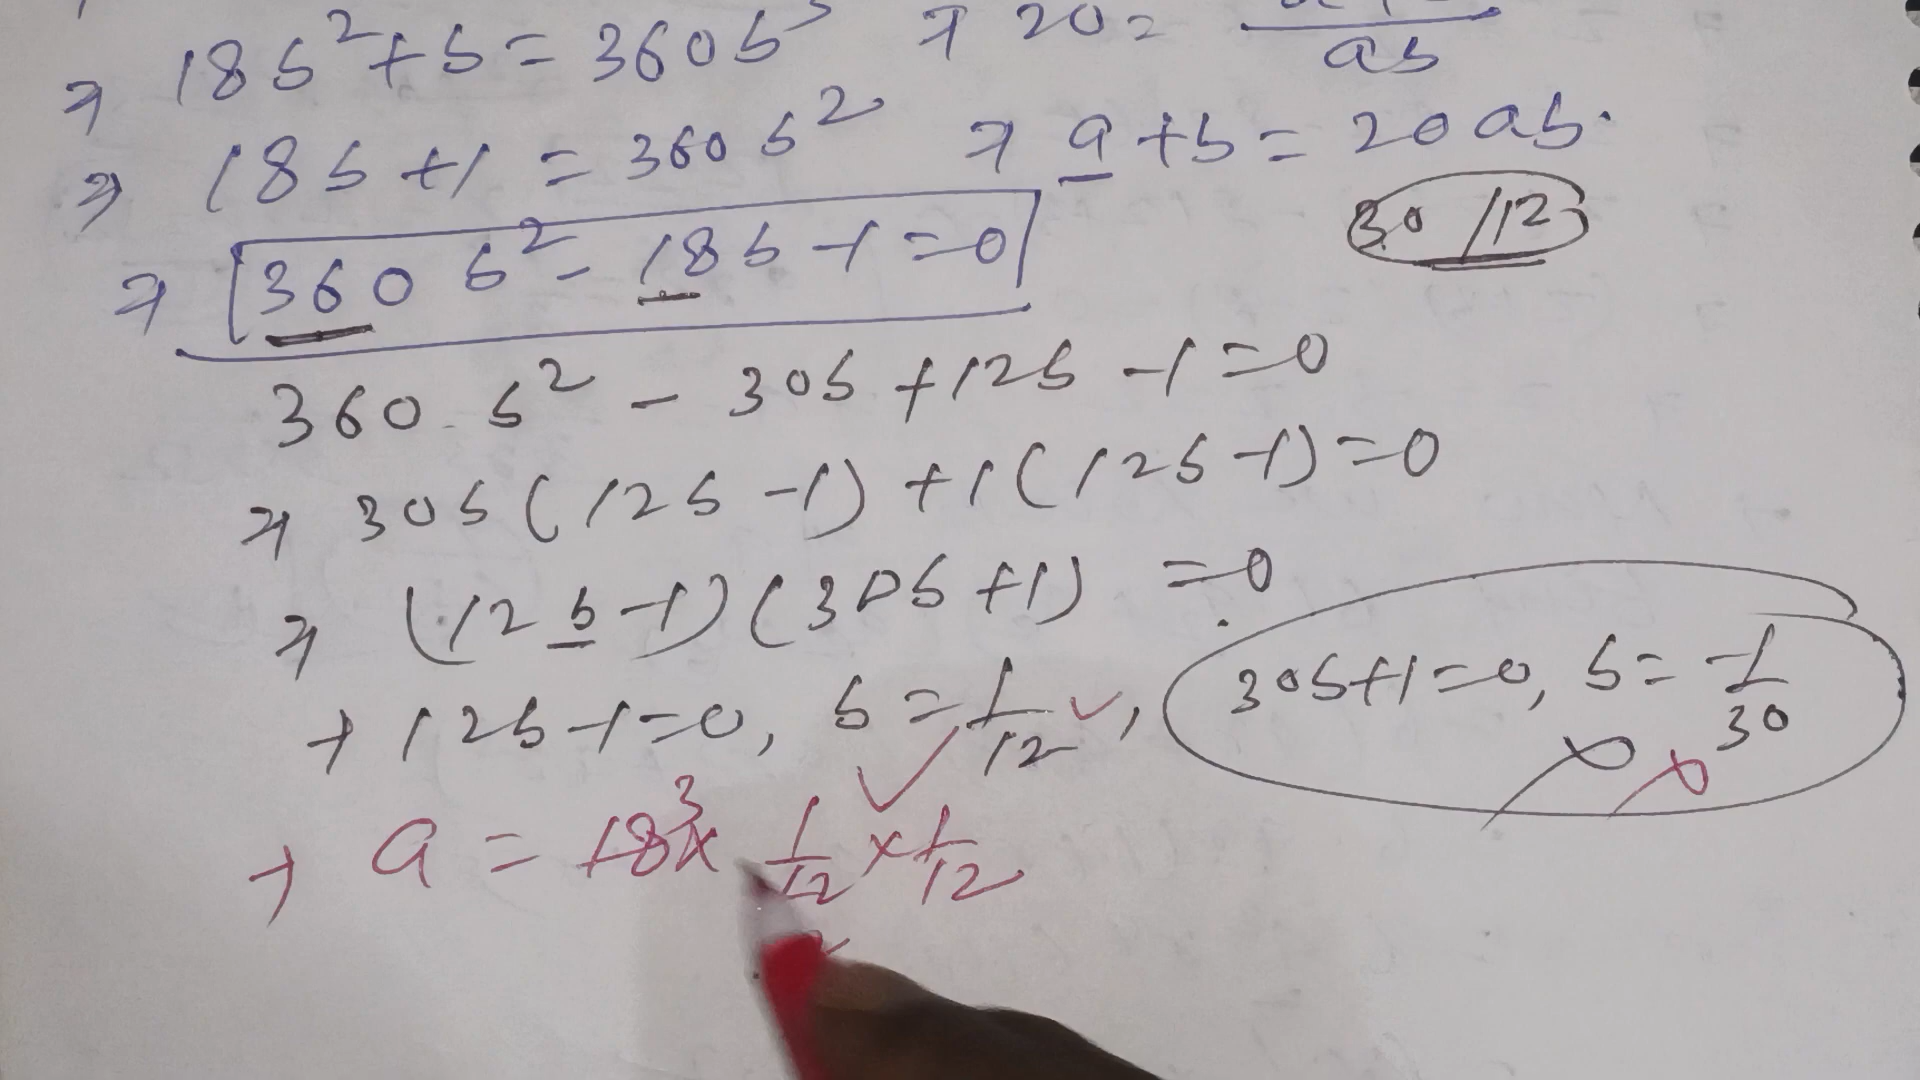 ⇒ 18b²+b = 360b³ ⇒ 20 = /ab
⇒ 18b+1 = 360b² ⇒ a+b = 20ab.
⇒ 360b² - 18b - 1 = 0
30/12
360b² - 30b + 12b - 1 = 0
⇒ 30b(12b - 1) + 1(12b - 1) = 0
⇒ (12b - 1)(30b + 1) = 0
→ 12b - 1 = 0, b = 1/12 ✓, 30b + 1 = 0, b = -1/30
→ a = 18³ × 1/12 × 1/12